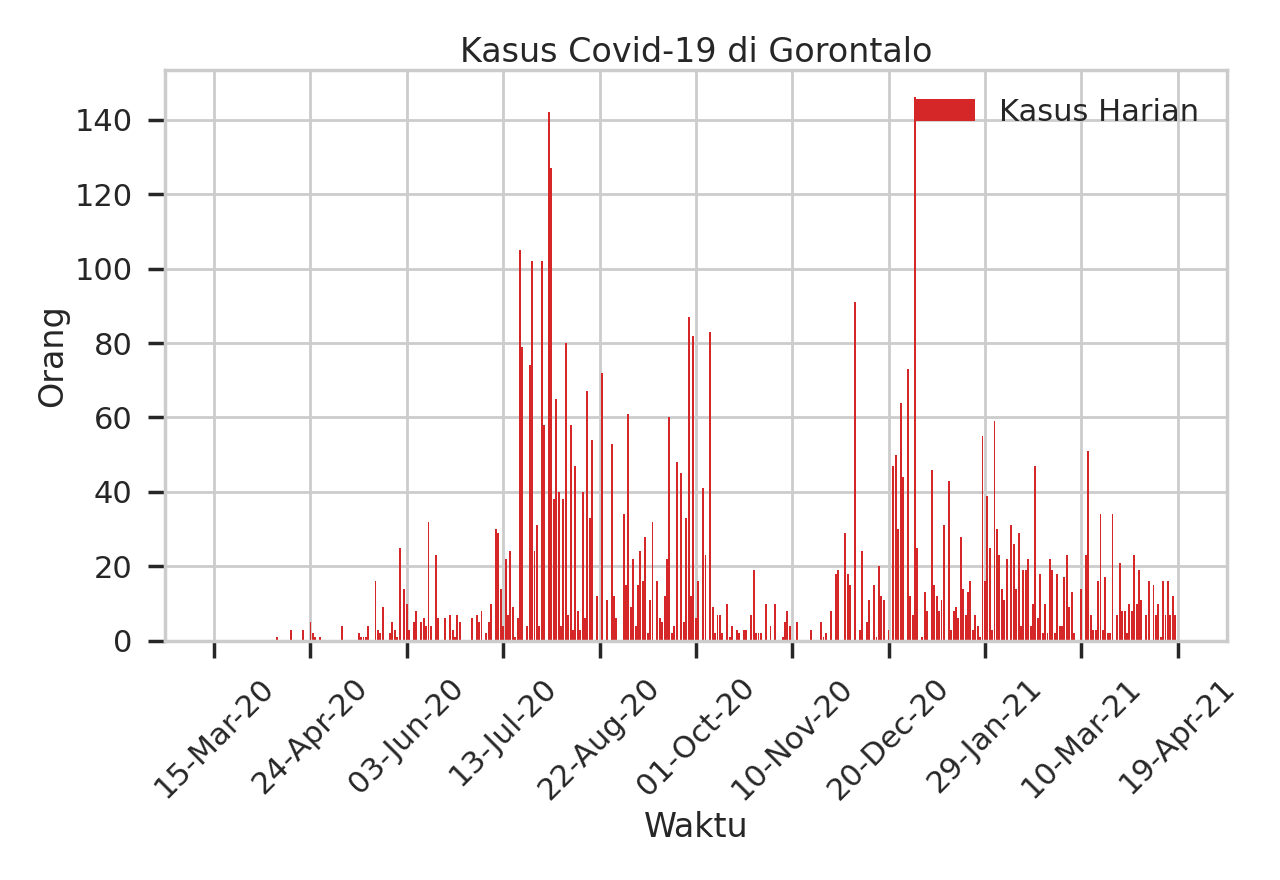 Kasus Covid-19 di Gorontalo
Kasus Harian
Orang
140
120
100
80
60
40
20
0
15-Mar-20
24-Apr-20
03-Jun-20
13-Jul-20
22-Aug-20
01-Oct-20
10-Nov-20
20-Dec-20
29-Jan-21
10-Mar-21
19-Apr-21
Waktu